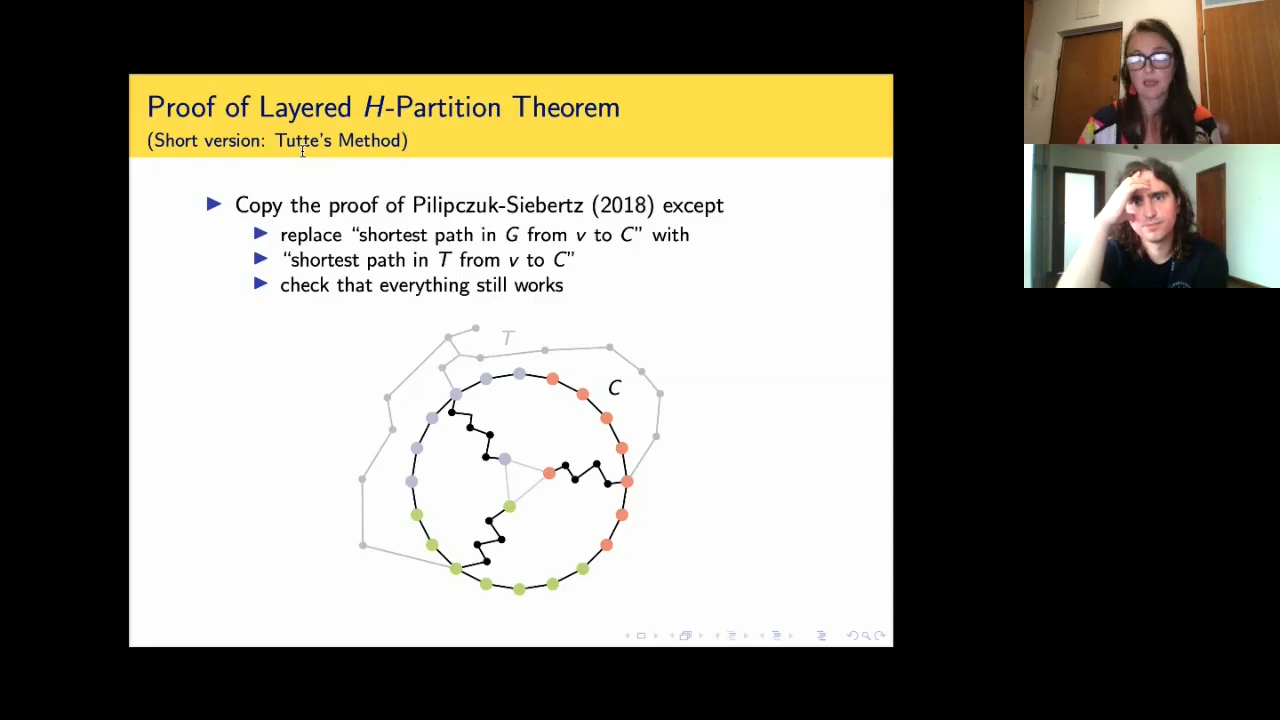 Proof of Layered H-Partition Theorem
(Short version: Tutte's Method)
Copy the proof of Pilipczuk-Siebertz (2018) except
replace “shortest path in G from v to C” with
“shortest path in T from v to C”
check that everything still works
T
C